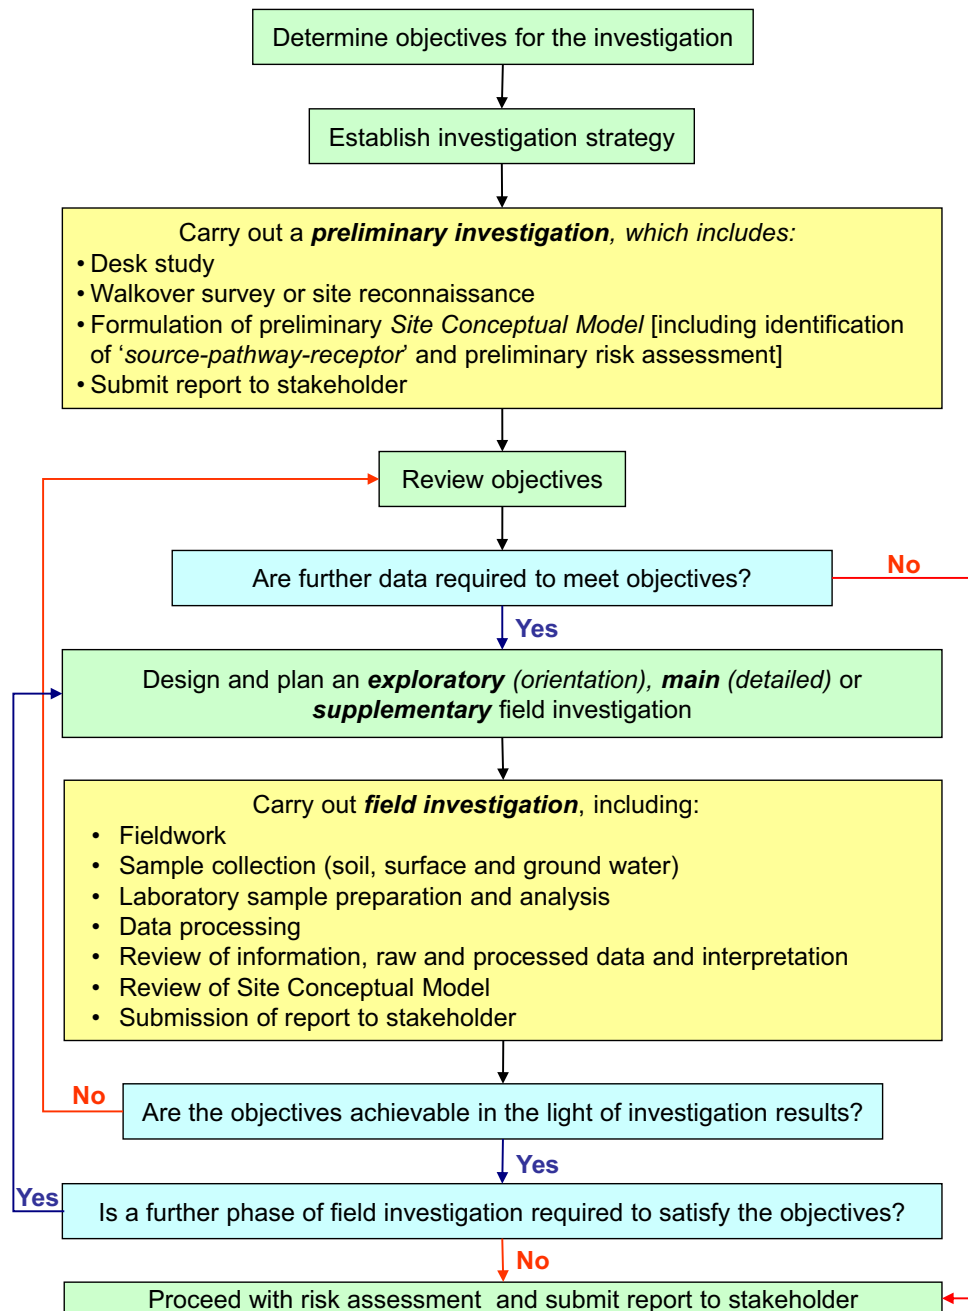 Determine objectives for the investigation
Establish investigation strategy
Carry out a preliminary investigation, which includes:
• Desk study
• Walkover survey or site reconnaissance
• Formulation of preliminary Site Conceptual Model [including identification
of ‘source-pathway-receptor’ and preliminary risk assessment]
• Submit report to stakeholder
Review objectives
Are further data required to meet objectives?
No
Yes
Design and plan an exploratory (orientation), main (detailed) or
supplementary field investigation
Carry out field investigation, including:
• Fieldwork
• Sample collection (soil, surface and ground water)
• Laboratory sample preparation and analysis
• Data processing
• Review of information, raw and processed data and interpretation
• Review of Site Conceptual Model
• Submission of report to stakeholder
No
Are the objectives achievable in the light of investigation results?
Yes
Yes
Is a further phase of field investigation required to satisfy the objectives?
No
Proceed with risk assessment and submit report to stakeholder